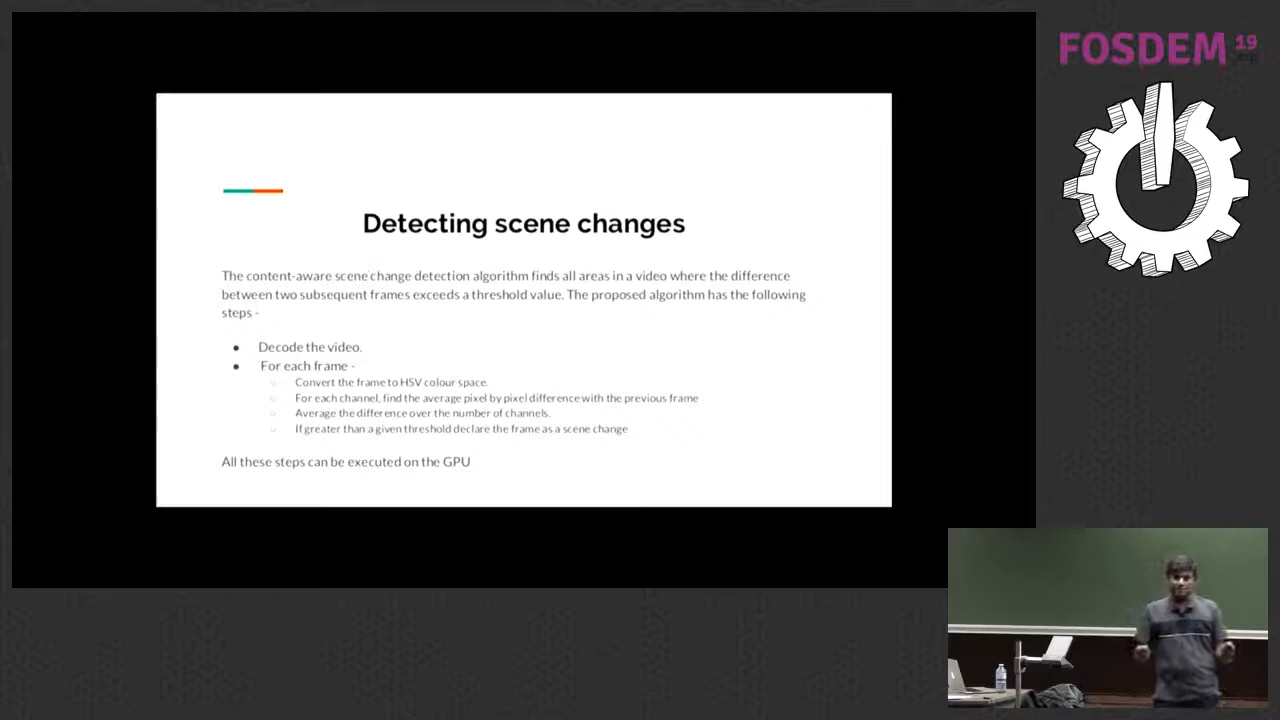 FOSDEM 19
.org
Detecting scene changes
The content-aware scene change detection algorithm finds all areas in a video where the difference
between two subsequent frames exceeds a threshold value. The proposed algorithm has the following
steps -
Decode the video.
For each frame -
Convert the frame to HSV colour space.
For each channel, find the average pixel by pixel difference with the previous frame
Average the difference over the number of channels.
If greater than a given threshold declare the frame as a scene change
All these steps can be executed on the GPU